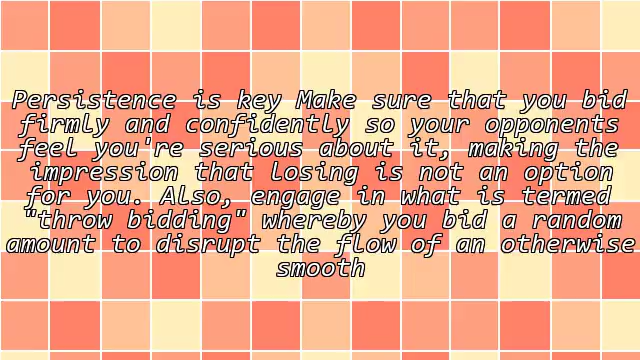 Persistence is key Make sure that you bid
firmly and confidently so your opponents
feel you're serious about it, making the
impression that losing is not an option
for you. Also, engage in what is termed
"throw bidding" whereby you bid a random
amount to disrupt the flow of an otherwise
smooth